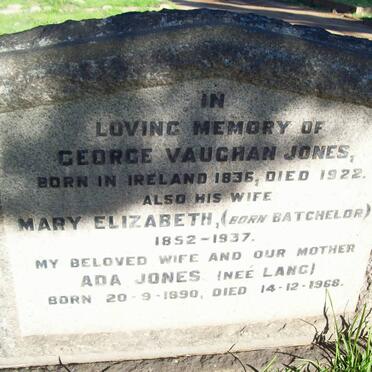 IN
LOVING MEMORY OF
GEORGE VAUGHAN JONES,
BORN IN IRELAND 1836, DIED 1922.
ALSO HIS WIFE
MARY ELIZABETH, (BORN BATCHELOR)
1852-1937.
MY BELOVED WIFE AND OUR MOTHER
ADA JONES (NEÉ LANG)
BORN 20-9-1890, DIED 14-12-1968.